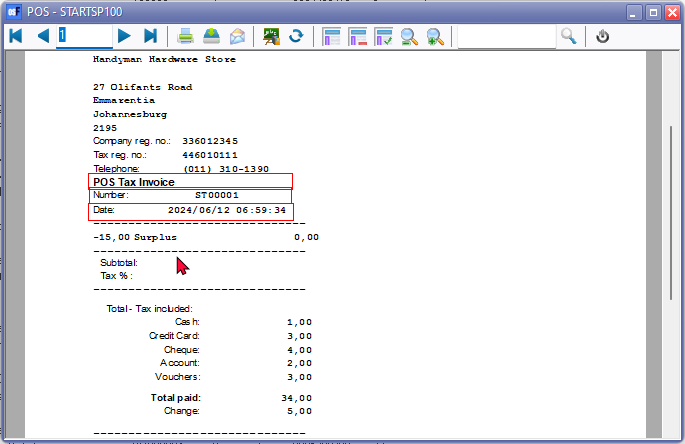 POS - STARTSP100
1
Handyman Hardware Store
27 Olifants Road
Emmarentia
Johannesburg
2195
Company reg. no.: 336012345
Tax reg. no.: 446010111
Telephone: (011) 310-1390
POS Tax Invoice
Number: ST00001
Date: 2024/06/12 06:59:34
-------------------------------
-15,00 Surplus 0,00
-------------------------------
Subtotal:
Tax % :
-------------------------------
Total - Tax included:
Cash: 1,00
Credit Card: 3,00
Cheque: 4,00
Account: 2,00
Vouchers: 3,00
Total paid: 34,00
Change: 5,00
-------------------------------